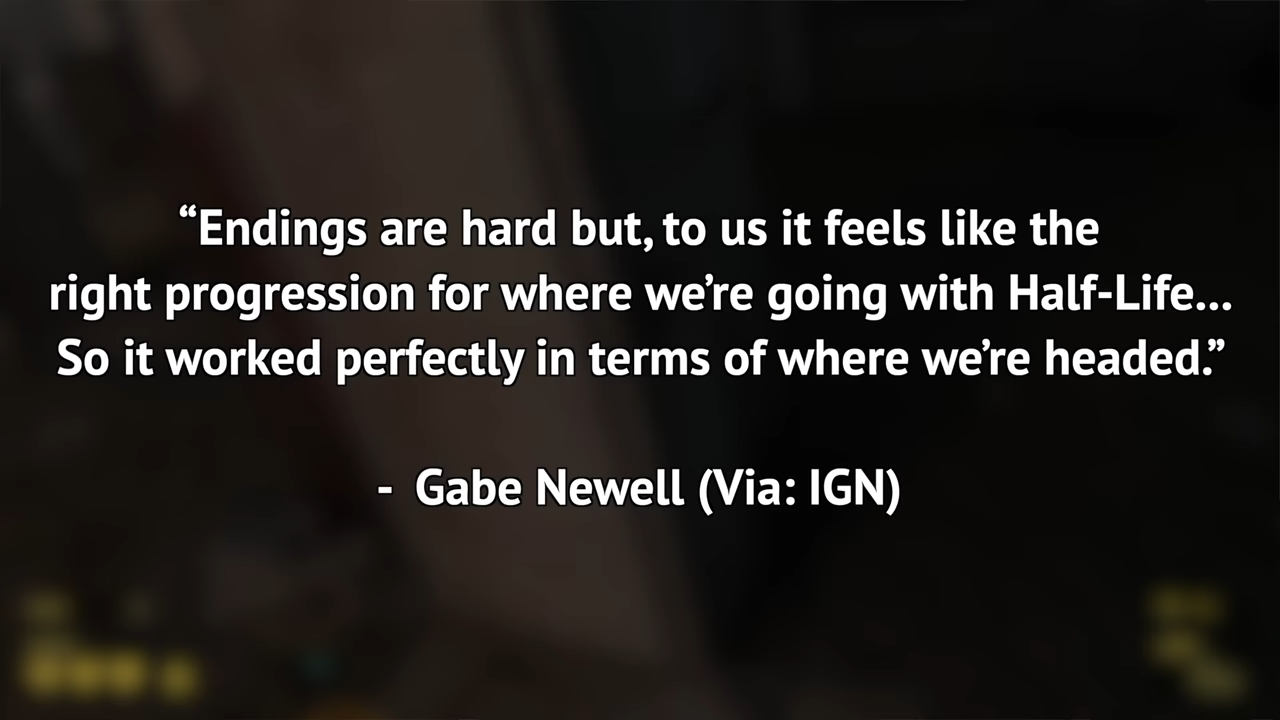 “Endings are hard but, to us it feels like the
right progression for where we’re going with Half-Life...
So it worked perfectly in terms of where we’re headed.”
- Gabe Newell (Via: IGN)